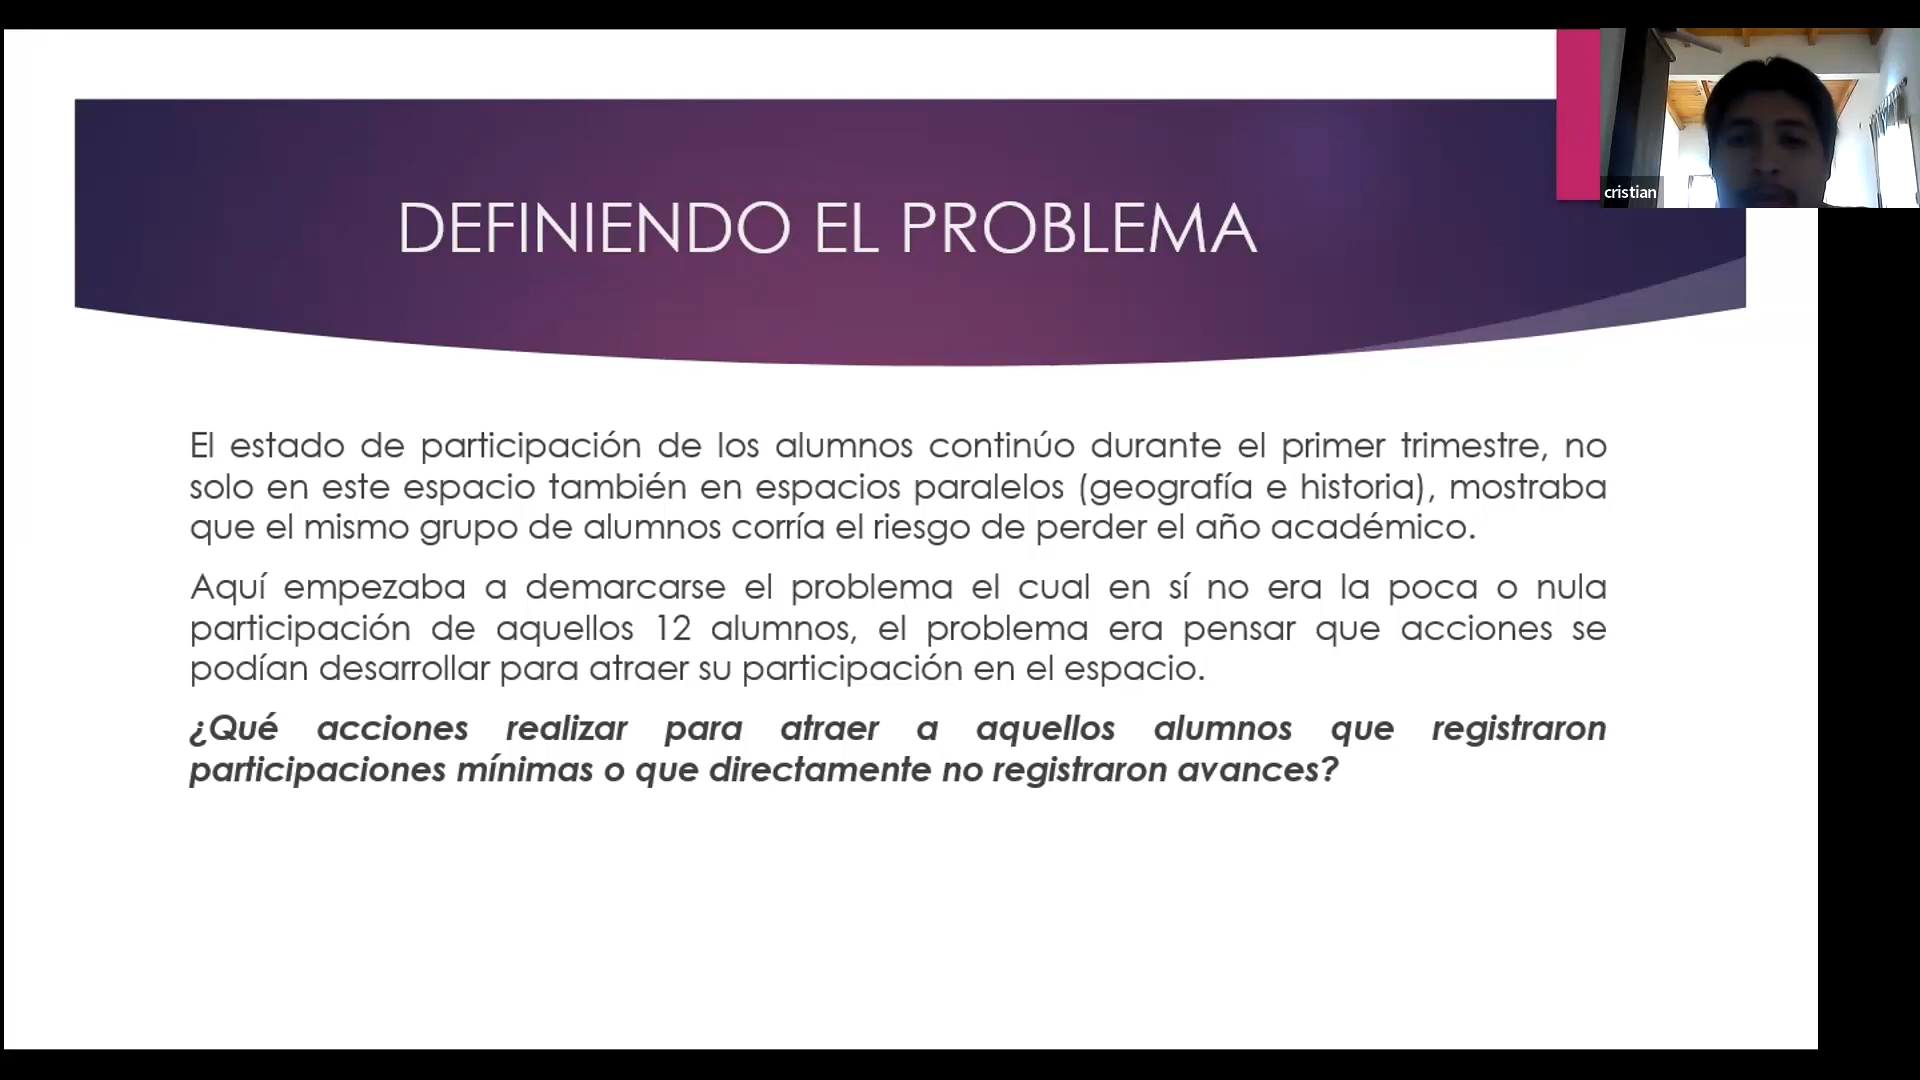 DEFINIENDO EL PROBLEMA
cristian
El estado de participación de los alumnos continúo durante el primer trimestre, no
solo en este espacio también en espacios paralelos (geografía e historia), mostraba
que el mismo grupo de alumnos corría el riesgo de perder el año académico.
Aquí empezaba a demarcarse el problema el cual en sí no era la poca o nula
participación de aquellos 12 alumnos, el problema era pensar que acciones se
podían desarrollar para atraer su participación en el espacio.
¿Qué acciones realizar para atraer a aquellos alumnos que registraron
participaciones mínimas o que directamente no registraron avances?